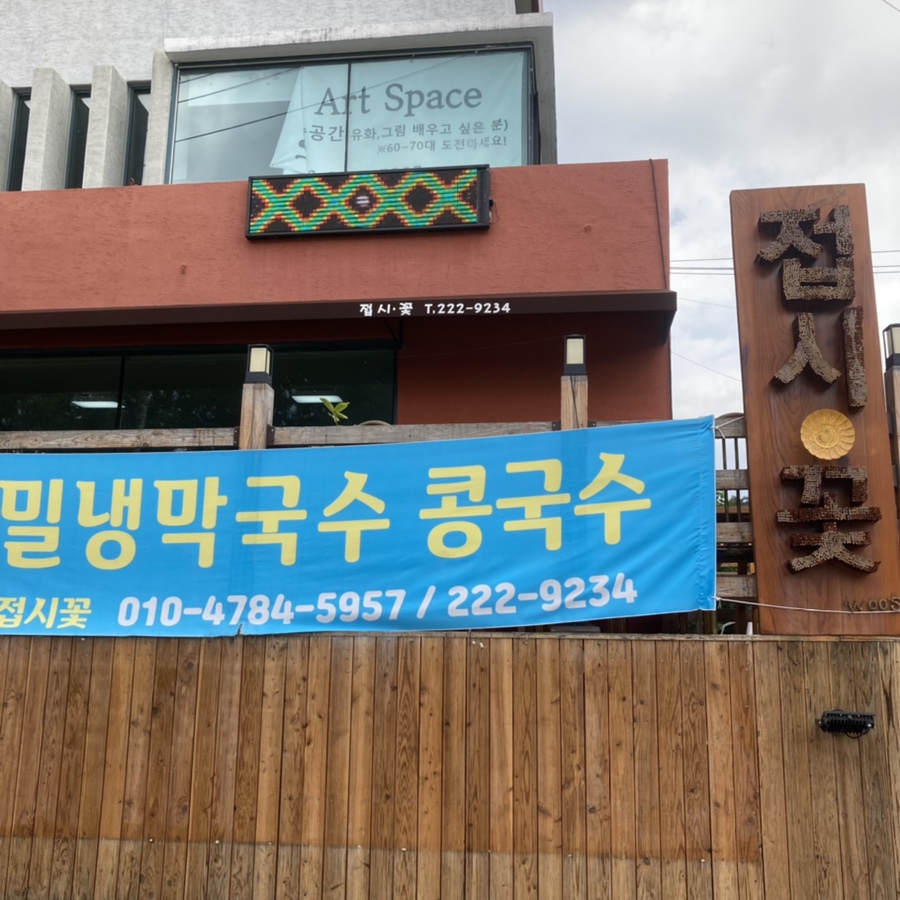 Art Space
공간 유화,그림 배우고 싶은 분)
※60-70대 도전하세요!
접시·꽃 T.222-9234
접시꽃
밀냉막국수 콩국수
접시꽃 010-4784-5957 / 222-9234